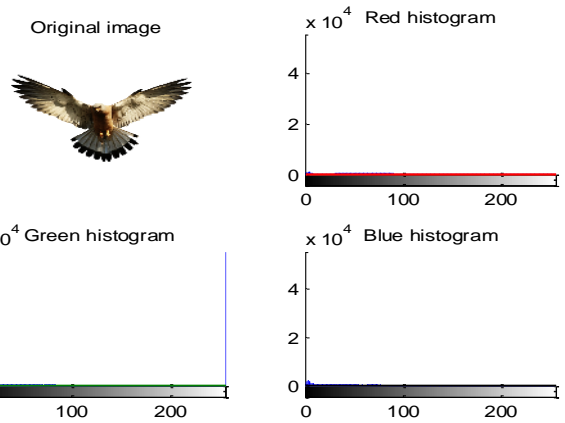 Original image
x 10^4 Red histogram
4
2
0
0 100 200
0^4 Green histogram
100 200
x 10^4 Blue histogram
4
2
0
0 100 200